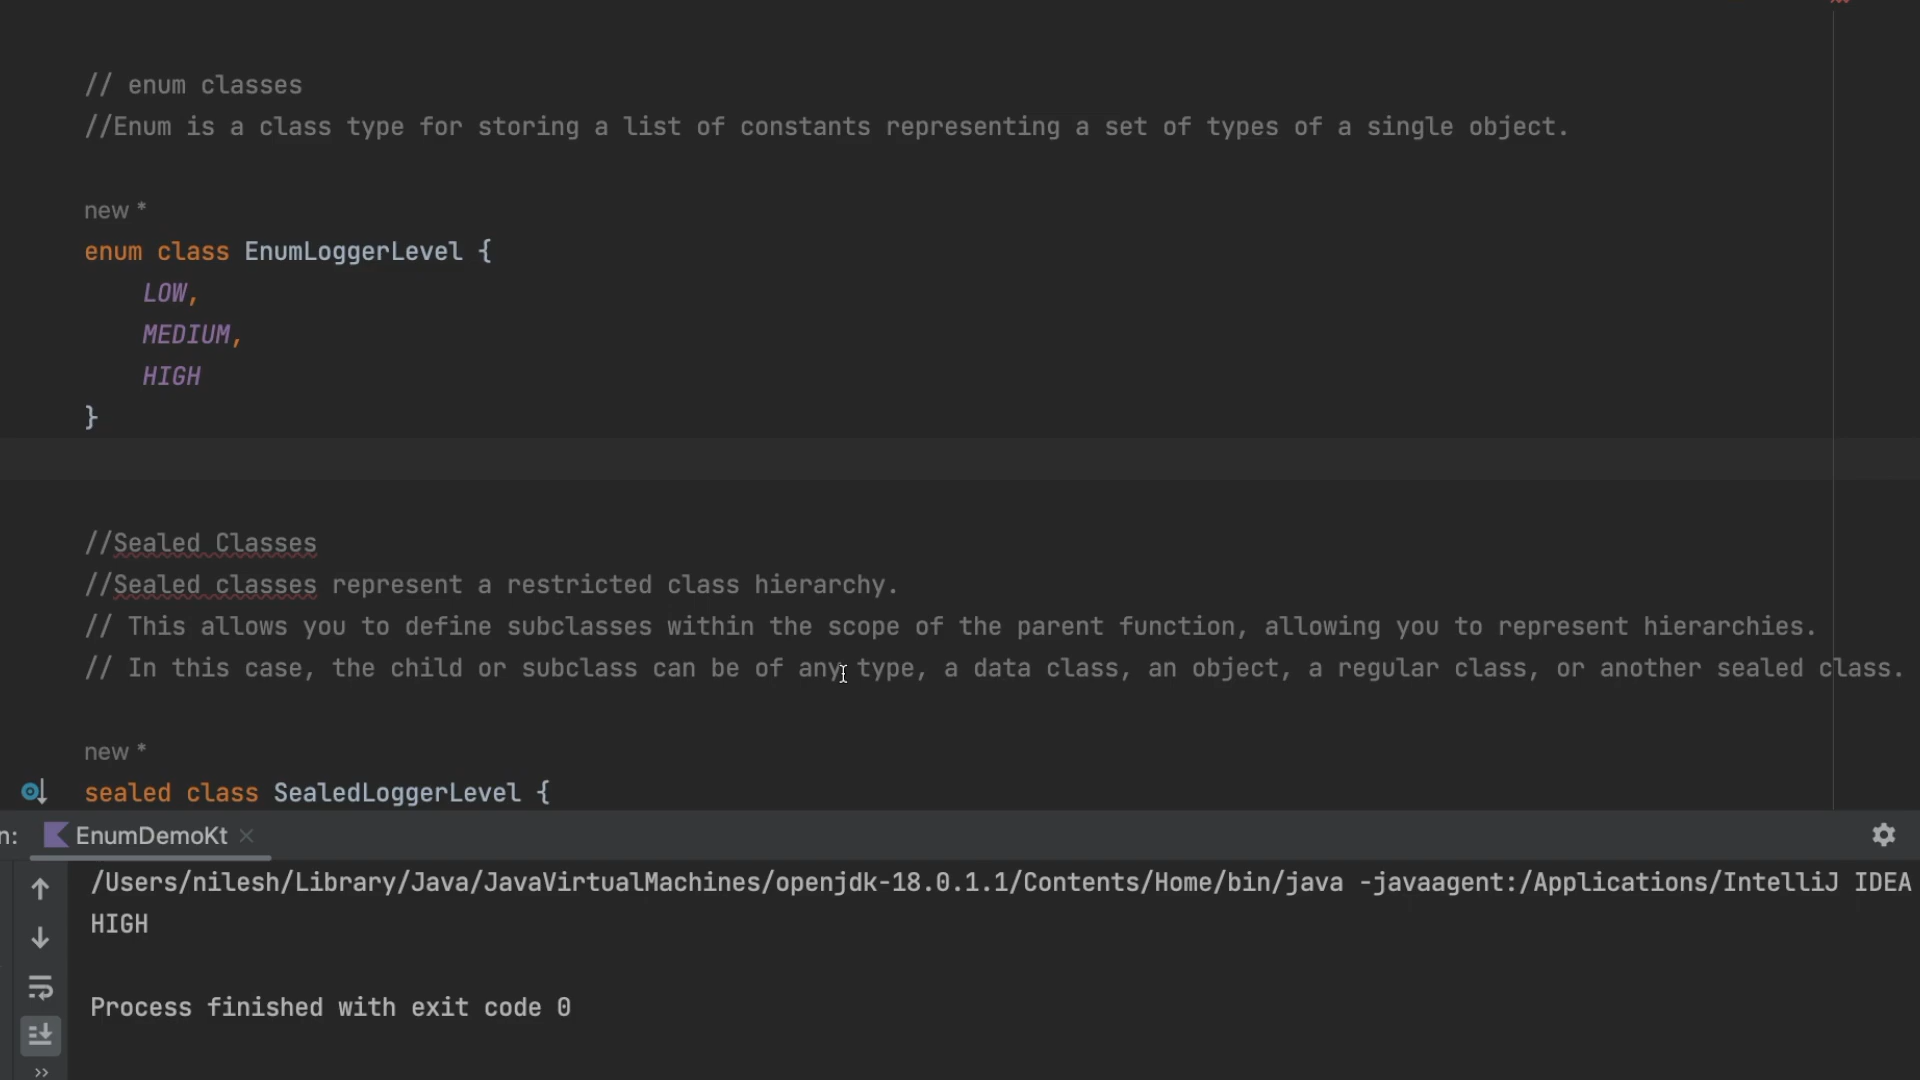 // enum classes
//Enum is a class type for storing a list of constants representing a set of types of a single object.
new *
enum class EnumLoggerLevel {
LOW,
MEDIUM,
HIGH
}
//Sealed Classes
//Sealed classes represent a restricted class hierarchy.
// This allows you to define subclasses within the scope of the parent function, allowing you to represent hierarchies.
// In this case, the child or subclass can be of any type, a data class, an object, a regular class, or another sealed class.
new *
sealed class SealedLoggerLevel {
n: EnumDemoKt
/Users/nilesh/Library/Java/JavaVirtualMachines/openjdk-18.0.1.1/Contents/Home/bin/java -javaagent:/Applications/IntelliJ IDEA
HIGH
Process finished with exit code 0